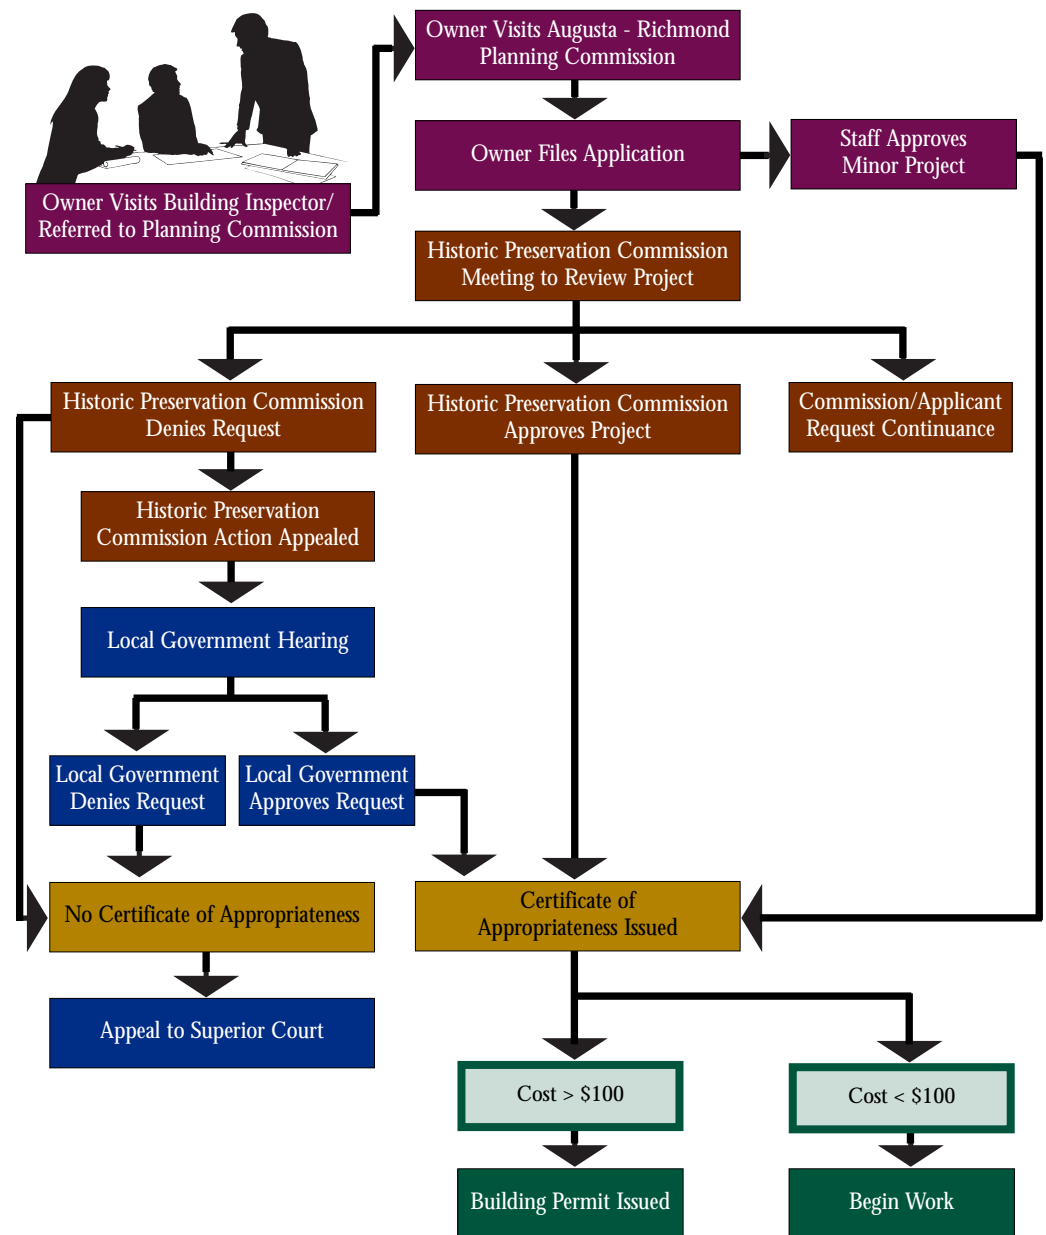 Owner Visits Augusta - Richmond
Planning Commission
Owner Files Application
Staff Approves
Minor Project
Owner Visits Building Inspector/
Referred to Planning Commission
Historic Preservation Commission
Meeting to Review Project
Historic Preservation Commission
Denies Request
Historic Preservation Commission
Approves Project
Commission/Applicant
Request Continuance
Historic Preservation
Commission Action Appealed
Local Government Hearing
Local Government
Denies Request
Local Government
Approves Request
No Certificate of Appropriateness
Certificate of
Appropriateness Issued
Appeal to Superior Court
Cost > $100
Cost < $100
Building Permit Issued
Begin Work